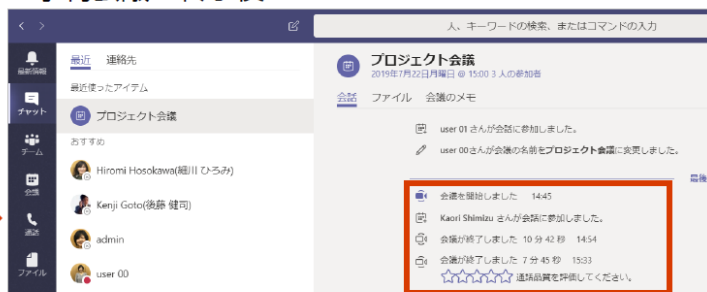 人、キーワードの検索、またはコマンドの入力
最新情報
チャット
チーム
会議
通話
ファイル
最近 連絡先
最近使ったアイテム
プロジェクト会議
おすすめ
Hiromi Hosokawa(細川 ひろみ)
Kenji Goto(後藤 健司)
admin
user 00
プロジェクト会議
2019年7月22日月曜日 @ 15:00 3 人の参加者
会話 ファイル 会議のメモ
user 01 さんが会話に参加しました。
user 00さんが会議の名前をプロジェクト会議に変更しました。
最後
会議を開始しました 14:45
Kaori Shimizu さんが会話に参加しました。
会議が終了しました 10 分 42 秒 14:54
会議が終了しました 7 分 45 秒 15:33
通話品質を評価してください。